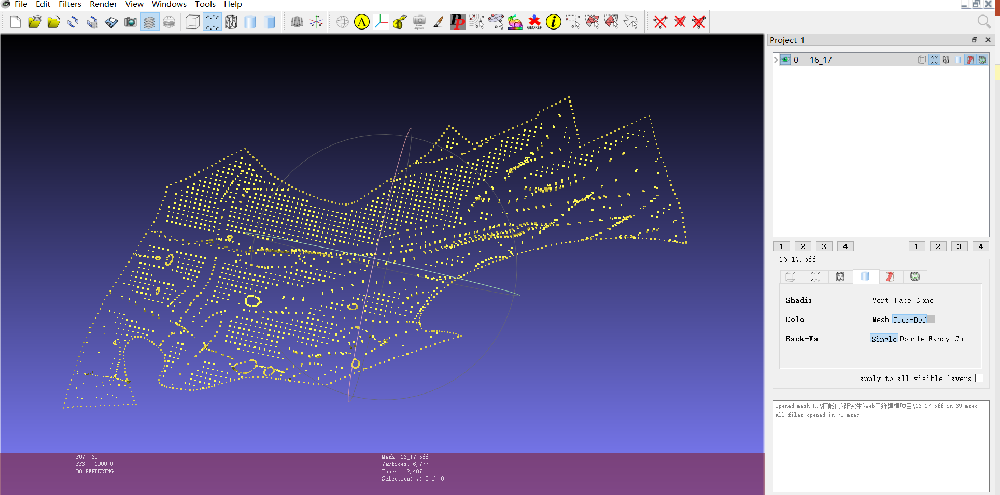 File Edit Filters Render View Windows Tools Help
A
PP
GEOREF
i
Project_1
0 16_17
1 2 3 4 1 2 3 4
16_17.off
Shadir Vert Face None
Colo Mesh User-Def
Back-Fa Single Double Fancy Cull
apply to all visible layers
Opened mesh K:\柯峻伟\研究生\web三维建模项目\16_17.off in 69 msec
All files opened in 70 msec
FOV: 60
FPS: 1000.0
BO_RENDERING
Mesh: 16_17.off
Vertices: 6,777
Faces: 12,407
Selection: v: 0 f: 0